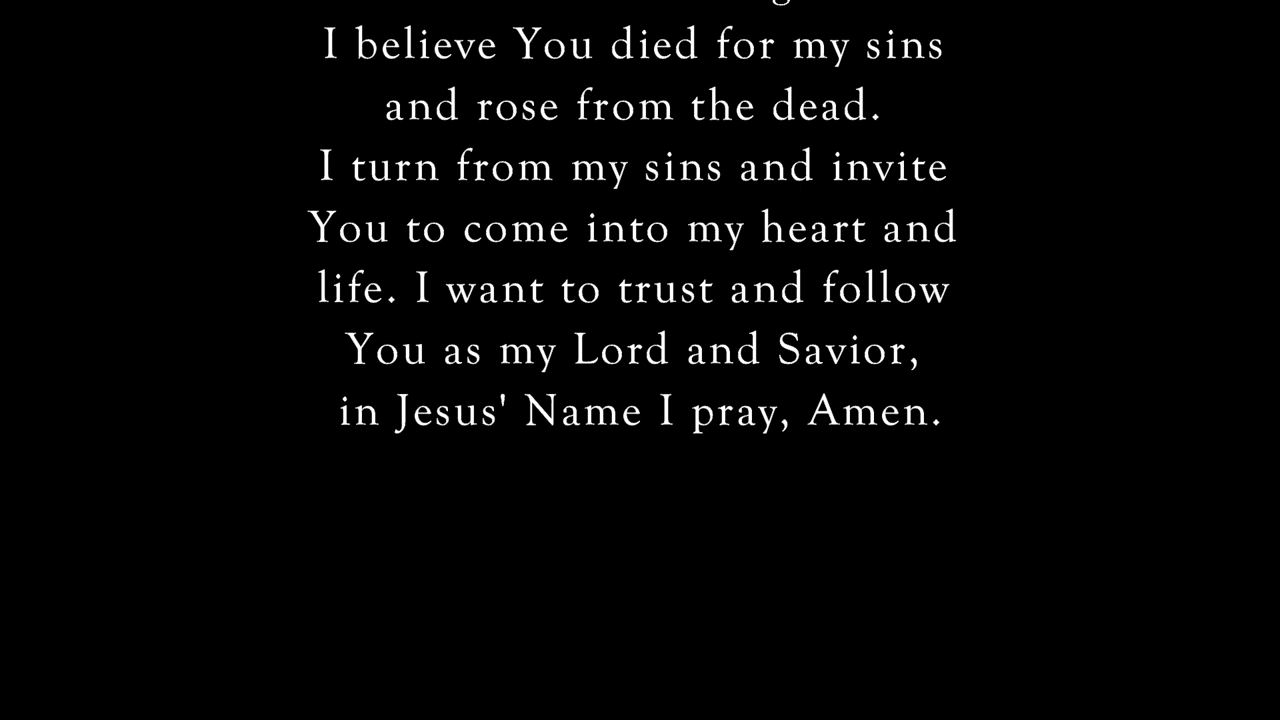 I believe You died for my sins
and rose from the dead.
I turn from my sins and invite
You to come into my heart and
life. I want to trust and follow
You as my Lord and Savior,
in Jesus' Name I pray, Amen.